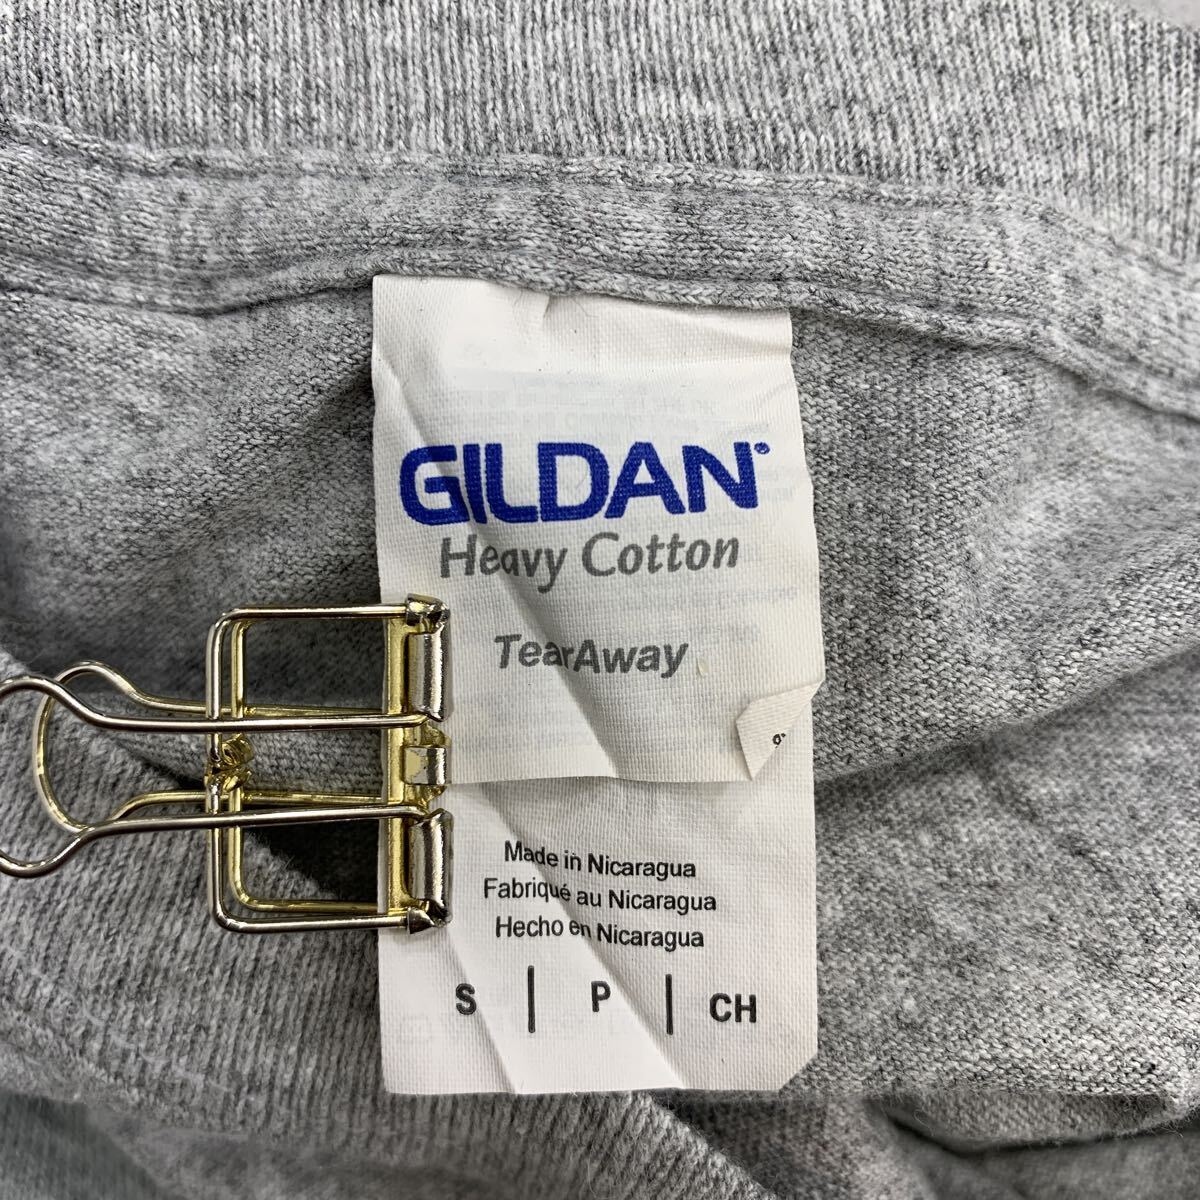 GILDAN®
Heavy Cotton
TearAway
Made in Nicaragua
Fabriqué au Nicaragua
Hecho en Nicaragua
S | P | CH